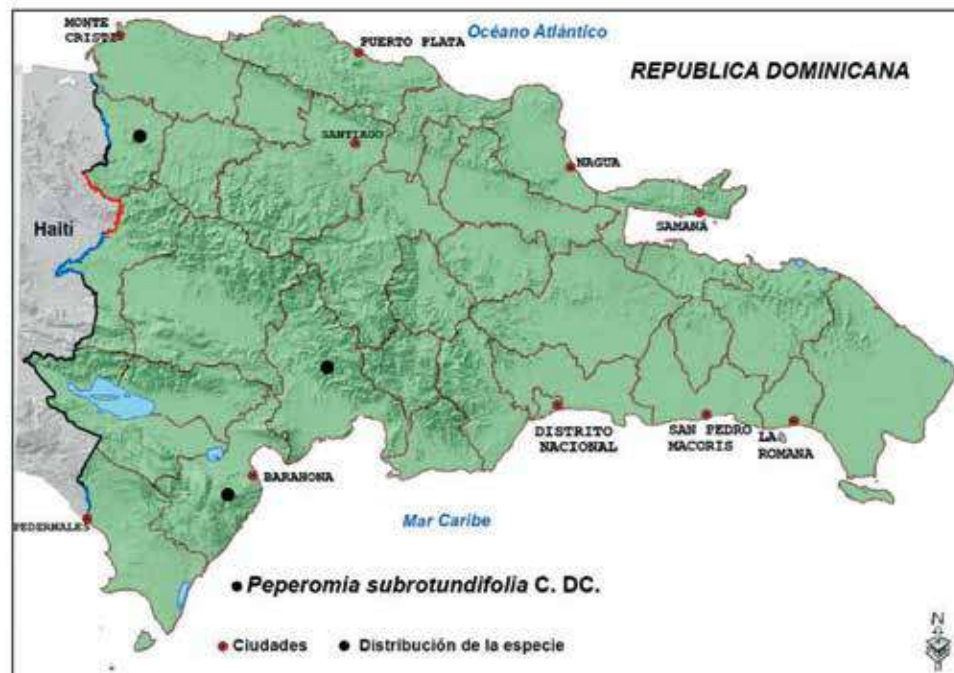 MONTE
CRISTI
PUERTO PLATA
Océano Atlántico
REPUBLICA DOMINICANA
SANTIAGO
NAGUA
Haití
SAMANÁ
DISTRITO
NACIONAL
SAN PEDRO
MACORIS
LA
ROMANA
BARAHONA
PEDERNALES
Mar Caribe
• Peperomia subrotundifolia C. DC.
Ciudades
Distribución de la especie
N